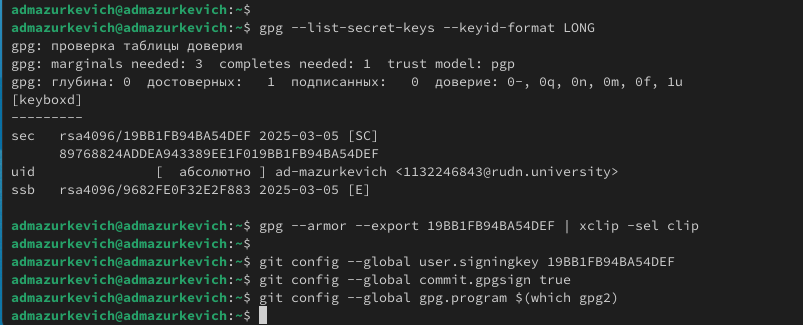 admazurkevich@admazurkevich:~$
admazurkevich@admazurkevich:~$ gpg --list-secret-keys --keyid-format LONG
gpg: проверка таблицы доверия
gpg: marginals needed: 3  completes needed: 1  trust model: pgp
gpg: глубина: 0  достоверных:   1  подписанных:   0  доверие: 0-, 0q, 0n, 0m, 0f, 1u
[keyboxd]
---------
sec   rsa4096/19BB1FB94BA54DEF 2025-03-05 [SC]
      89768824ADDEA943389EE1F019BB1FB94BA54DEF
uid               [  абсолютно ] ad-mazurkevich <1132246843@rudn.university>
ssb   rsa4096/9682FE0F32E2F883 2025-03-05 [E]
admazurkevich@admazurkevich:~$ gpg --armor --export 19BB1FB94BA54DEF | xclip -sel clip
admazurkevich@admazurkevich:~$
admazurkevich@admazurkevich:~$ git config --global user.signingkey 19BB1FB94BA54DEF
admazurkevich@admazurkevich:~$ git config --global commit.gpgsign true
admazurkevich@admazurkevich:~$ git config --global gpg.program $(which gpg2)
admazurkevich@admazurkevich:~$